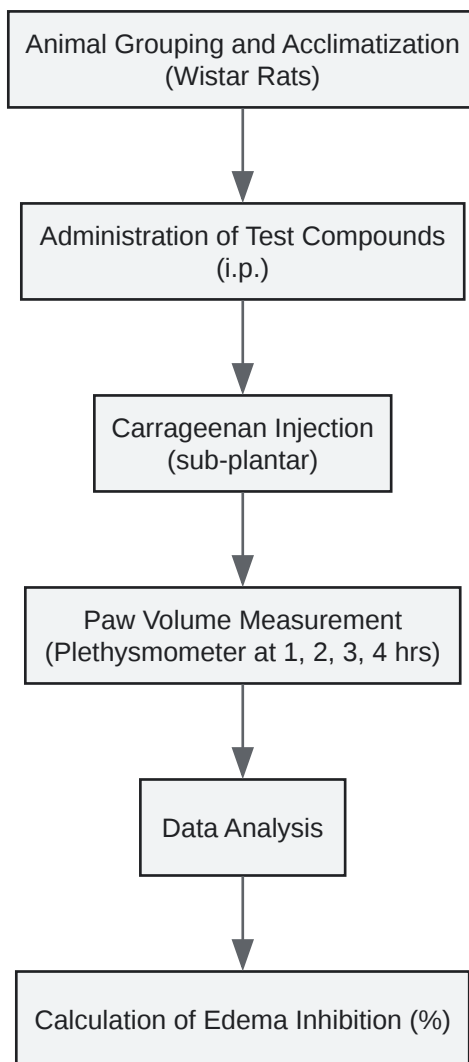 Animal Grouping and Acclimatization
(Wistar Rats)
Administration of Test Compounds
(i.p.)
Carrageenan Injection
(sub-plantar)
Paw Volume Measurement
(Plethysmometer at 1, 2, 3, 4 hrs)
Data Analysis
Calculation of Edema Inhibition (%)